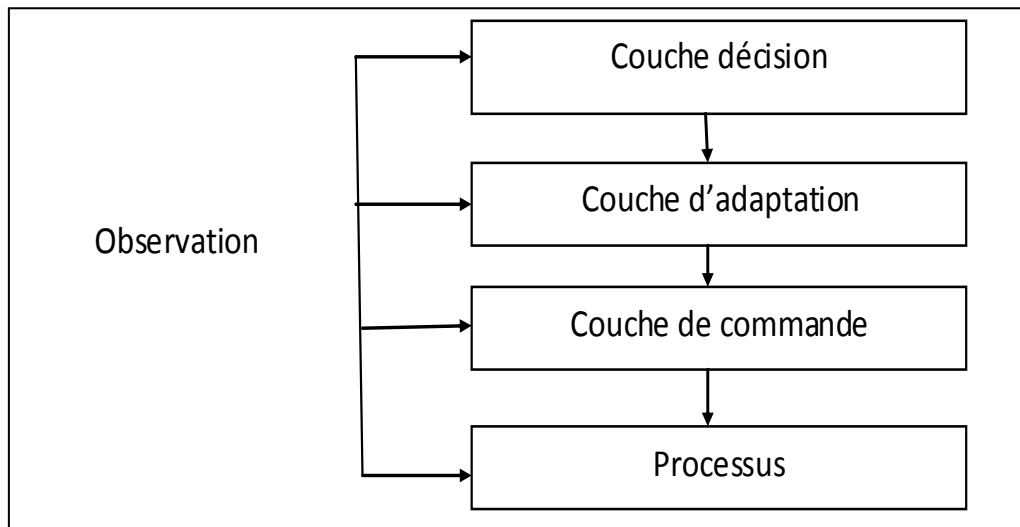 Couche décision
Couche d’adaptation
Observation
Couche de commande
Processus